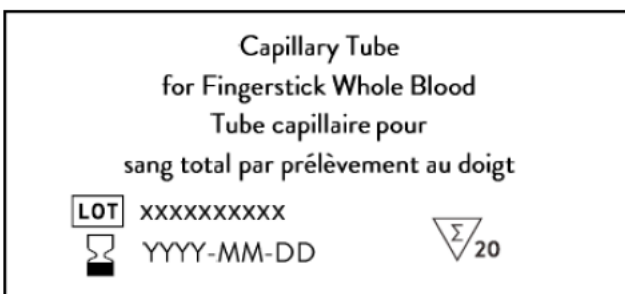 Capillary Tube
for Fingerstick Whole Blood
Tube capillaire pour
sang total par prélèvement au doigt
LOT xxxxxxxxxx
YYYY-MM-DD
Σ 20